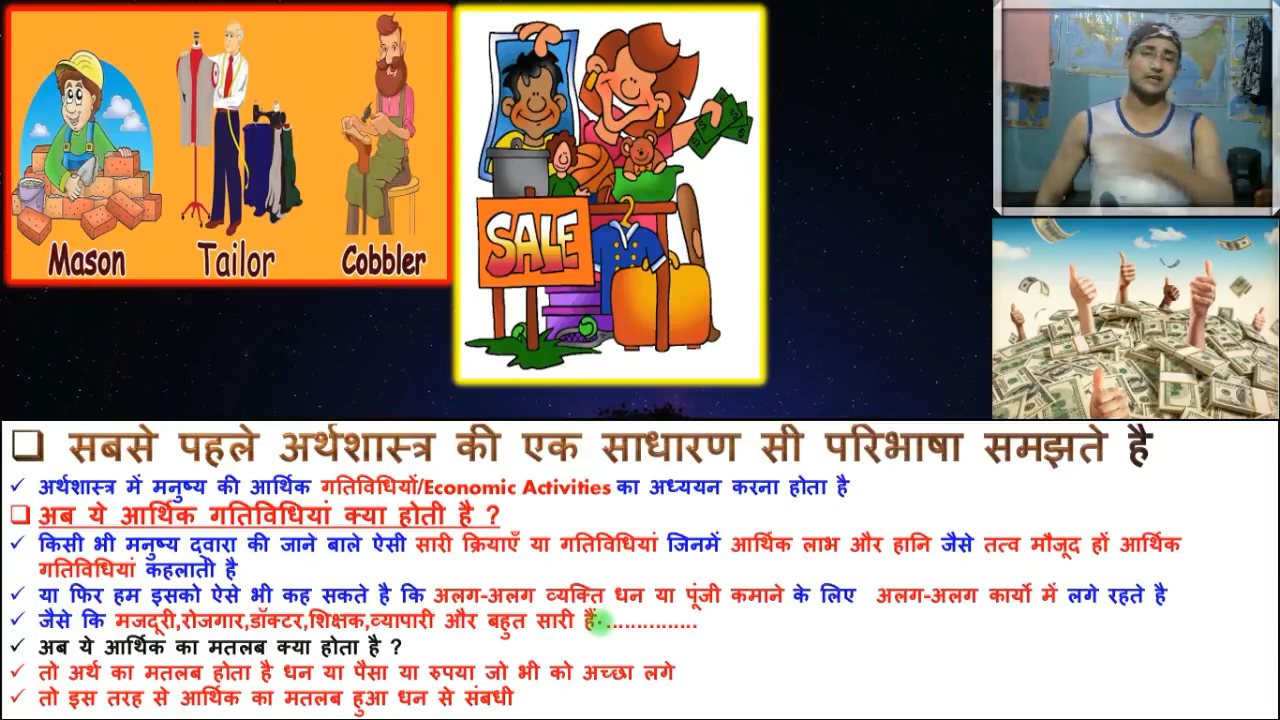 Mason Tailor Cobbler
SALE
सबसे पहले अर्थशास्त्र की एक साधारण सी परिभाषा समझते है
अर्थशास्त्र में मनुष्य की आर्थिक गतिविधियों/Economic Activities का अध्ययन करना होता है
अब ये आर्थिक गतिविधियां क्या होती है ?
किसी भी मनुष्य द्वारा की जाने बाले ऐसी सारी क्रियाएँ या गतिविधियां जिनमें आर्थिक लाभ और हानि जैसे तत्व मौजूद हों आर्थिक
गतिविधियां कहलाती है
या फिर हम इसको ऐसे भी कह सकते है कि अलग-अलग व्यक्ति धन या पूंजी कमाने के लिए अलग-अलग कार्यो में लगे रहते है
जैसे कि मजदूरी,रोजगार,डॉक्टर,शिक्षक,व्यापारी और बहुत सारी हैं...............
अब ये आर्थिक का मतलब क्या होता है ?
तो अर्थ का मतलब होता है धन या पैसा या रुपया जो भी को अच्छा लगे
तो इस तरह से आर्थिक का मतलब हुआ धन से संबधी